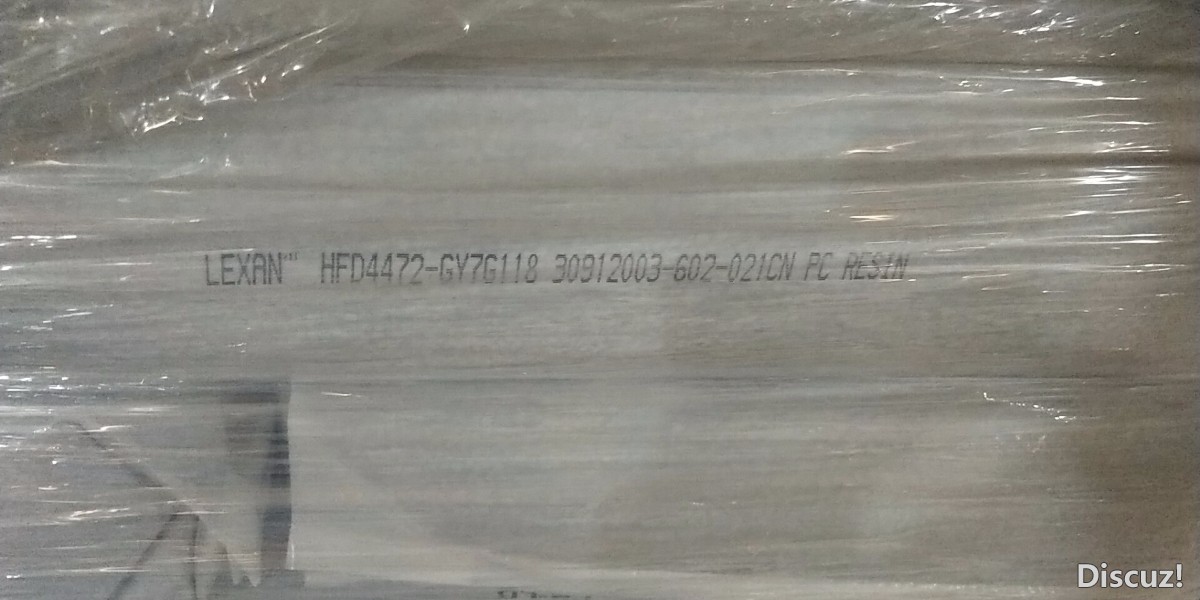 LEXAN™ HFD4472-GY7G118 30912003-602-021CN PC RESIN
Discuz!